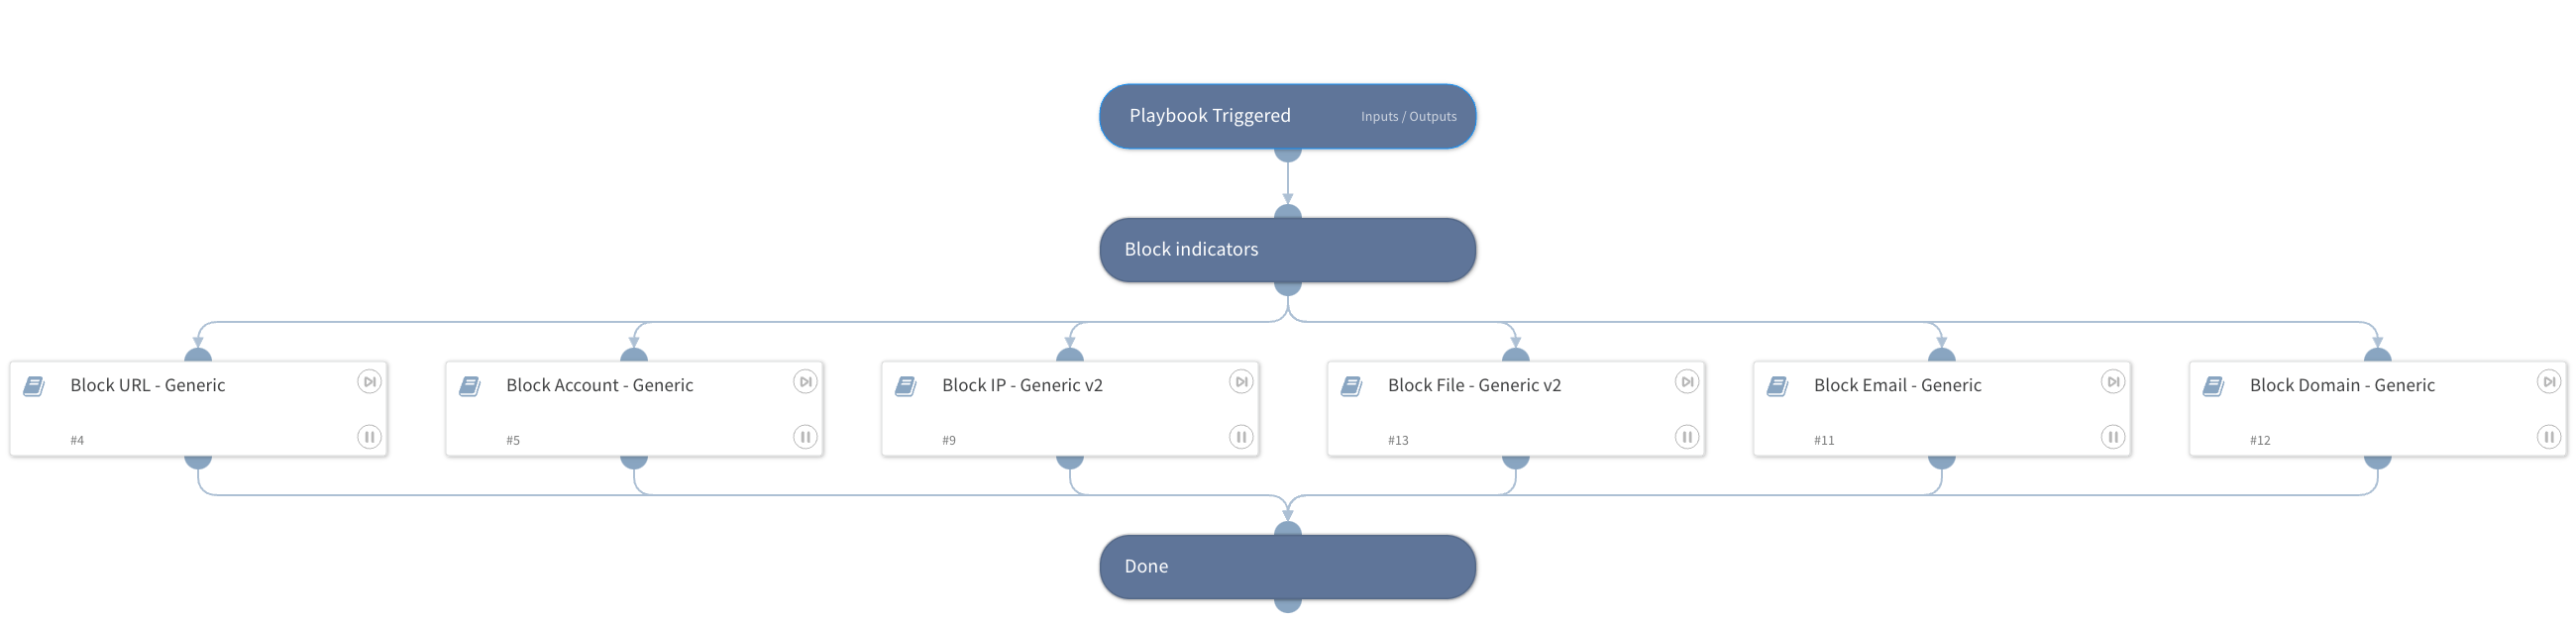 Playbook Triggered Inputs / Outputs
Block indicators
Block URL - Generic
#4
Block Account - Generic
#5
Block IP - Generic v2
#9
Block File - Generic v2
#13
Block Email - Generic
#11
Block Domain - Generic
#12
Done